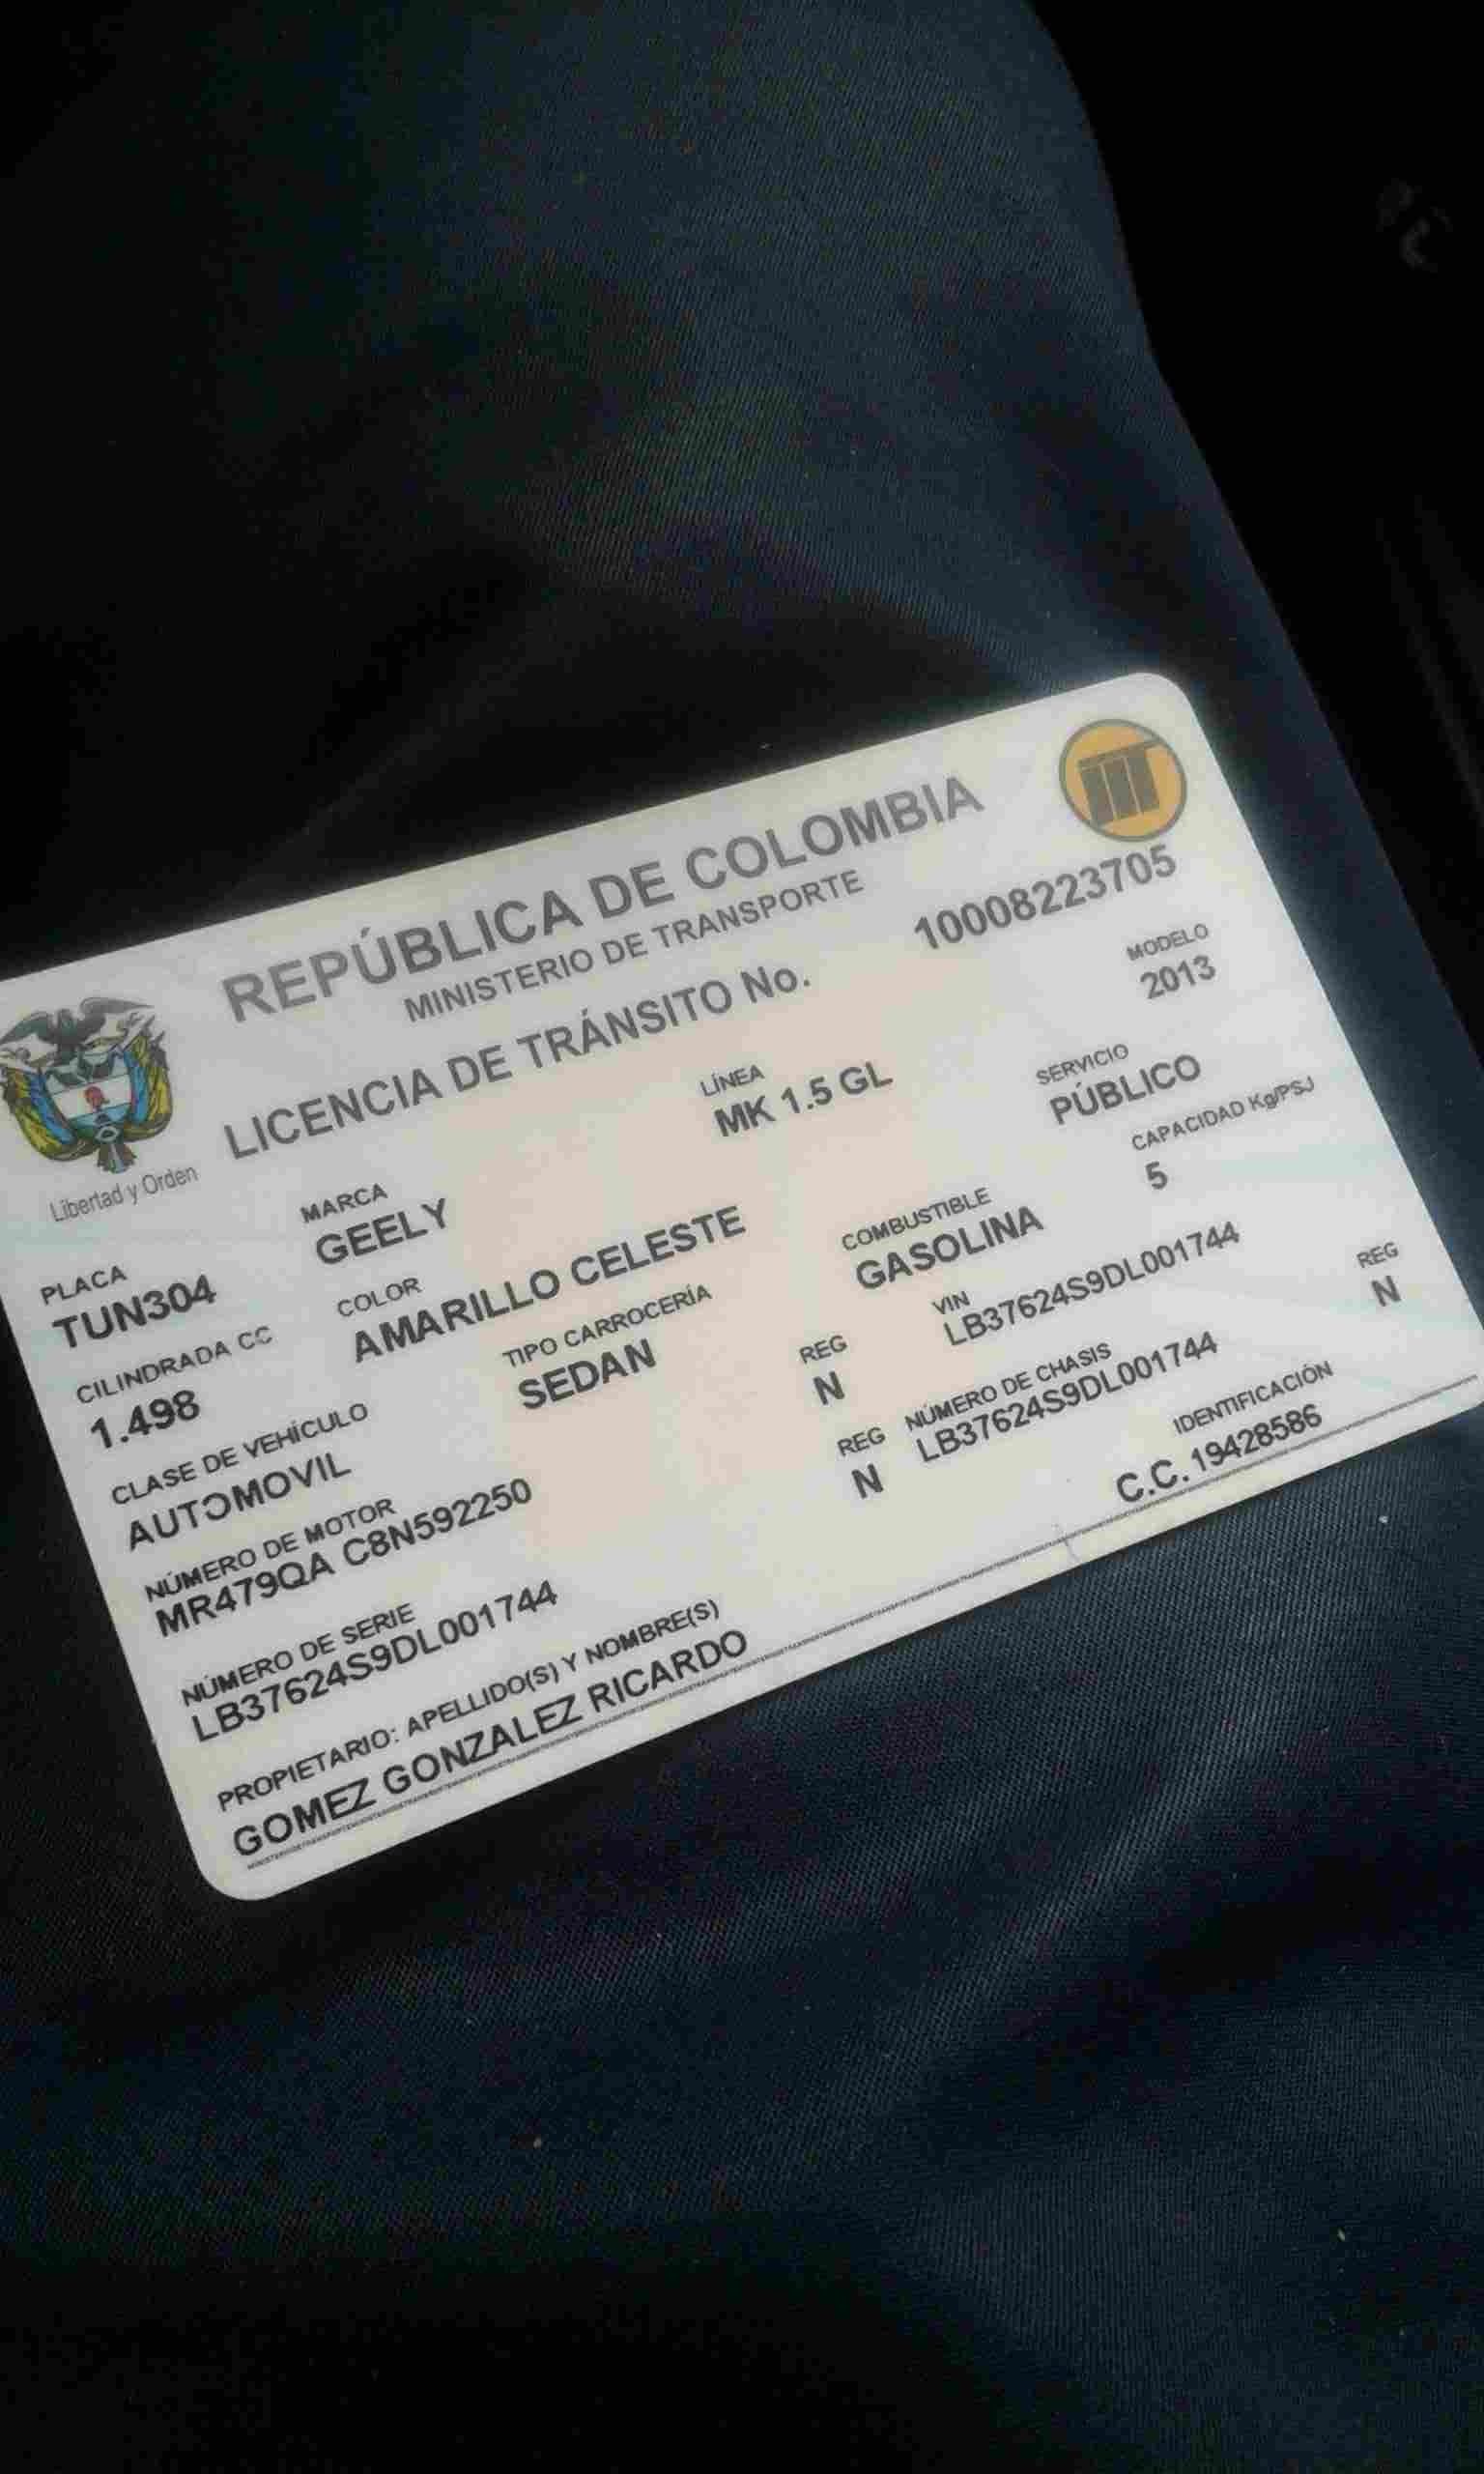 REPÚBLICA DE COLOMBIA
MINISTERIO DE TRANSPORTE
Libertad y Orden
LICENCIA DE TRÁNSITO No. 10008223705
PLACA MARCA LÍNEA MODELO
TUN304 GEELY MK 1.5 GL 2013
CILINDRADA CC COLOR SERVICIO
1.498 AMARILLO CELESTE PÚBLICO
CLASE DE VEHÍCULO TIPO CARROCERÍA COMBUSTIBLE CAPACIDAD Kg/PSJ
AUTOMOVIL SEDAN GASOLINA 5
NÚMERO DE MOTOR REG VIN
MR479QA C8N592250 N LB37624S9DL001744
NÚMERO DE SERIE REG NÚMERO DE CHASIS REG
LB37624S9DL001744 N LB37624S9DL001744 N
PROPIETARIO: APELLIDO(S) Y NOMBRE(S) IDENTIFICACIÓN
GOMEZ GONZALEZ RICARDO C.C. 19428586